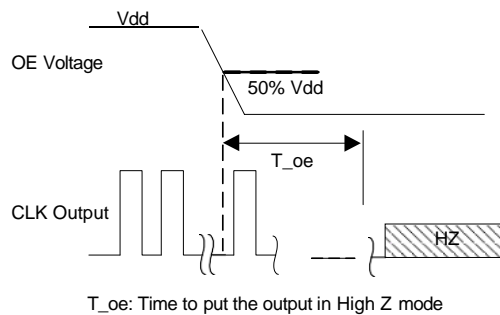 Vdd
OE Voltage
50% Vdd
T_oe
CLK Output
HZ
T_oe: Time to put the output in High Z mode